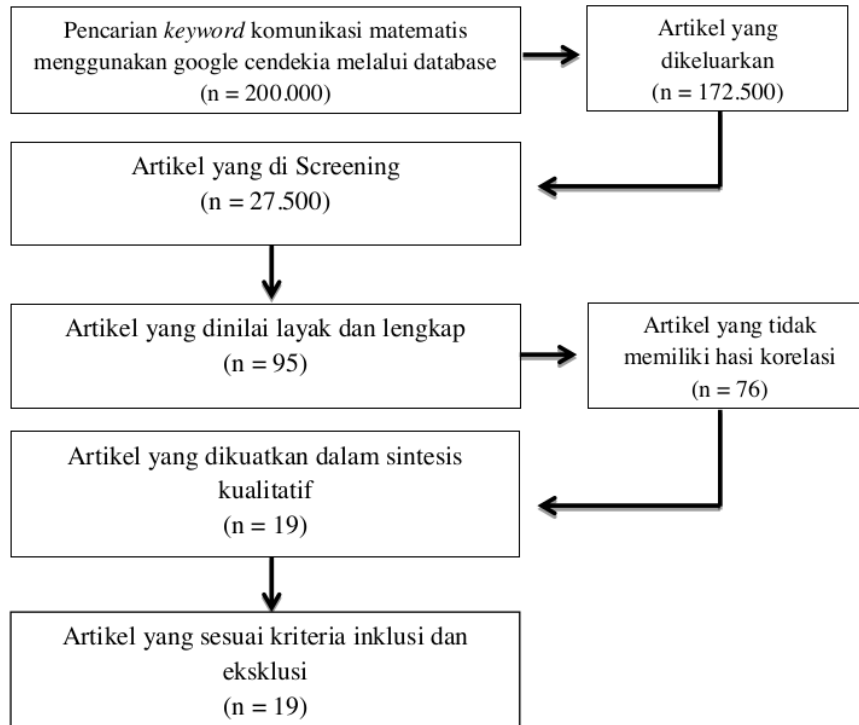 Pencarian keyword komunikasi matematis
menggunakan google cendekia melalui database
(n = 200.000)
Artikel yang
dikeluarkan
(n = 172.500)
Artikel yang di Screening
(n = 27.500)
Artikel yang dinilai layak dan lengkap
(n = 95)
Artikel yang tidak
memiliki hasi korelasi
(n = 76)
Artikel yang dikuatkan dalam sintesis
kualitatif
(n = 19)
Artikel yang sesuai kriteria inklusi dan
eksklusi
(n = 19)